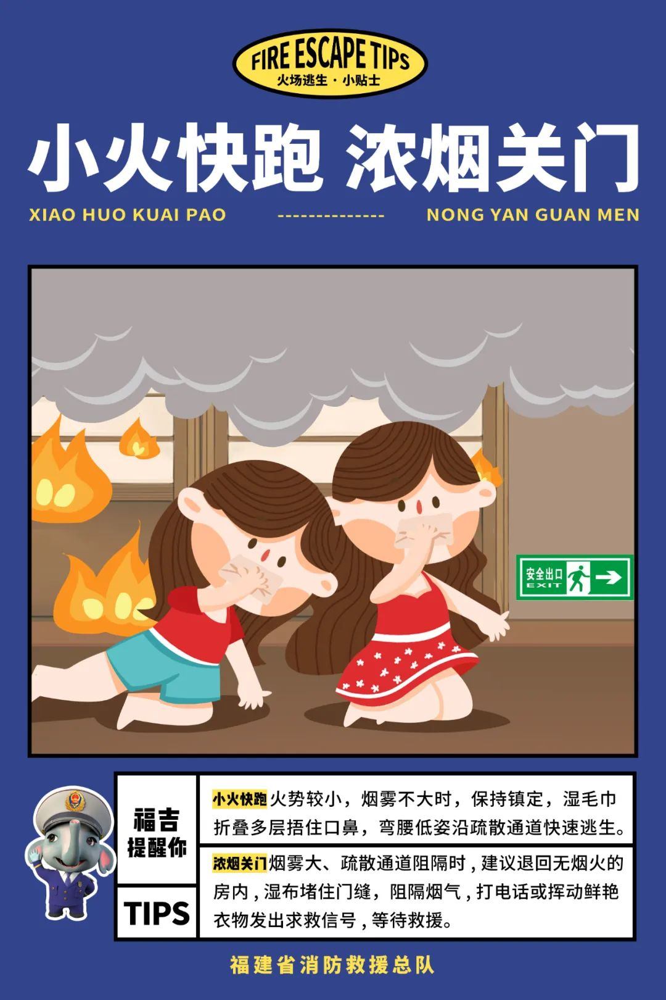 FIRE ESCAPE TIPS
火场逃生·小贴士
小火快跑 浓烟关门
XIAO HUO KUAI PAO -------------- NONG YAN GUAN MEN
安全出口
EXIT
福吉
提醒你
TIPS
小火快跑火势较小，烟雾不大时，保持镇定，湿毛巾
折叠多层捂住口鼻，弯腰低姿沿疏散通道快速逃生。
浓烟关门烟雾大、疏散通道阻隔时,建议退回无烟火的
房内,湿布堵住门缝，阻隔烟气,打电话或挥动鲜艳
衣物发出求救信号,等待救援。
福建省消防救援总队